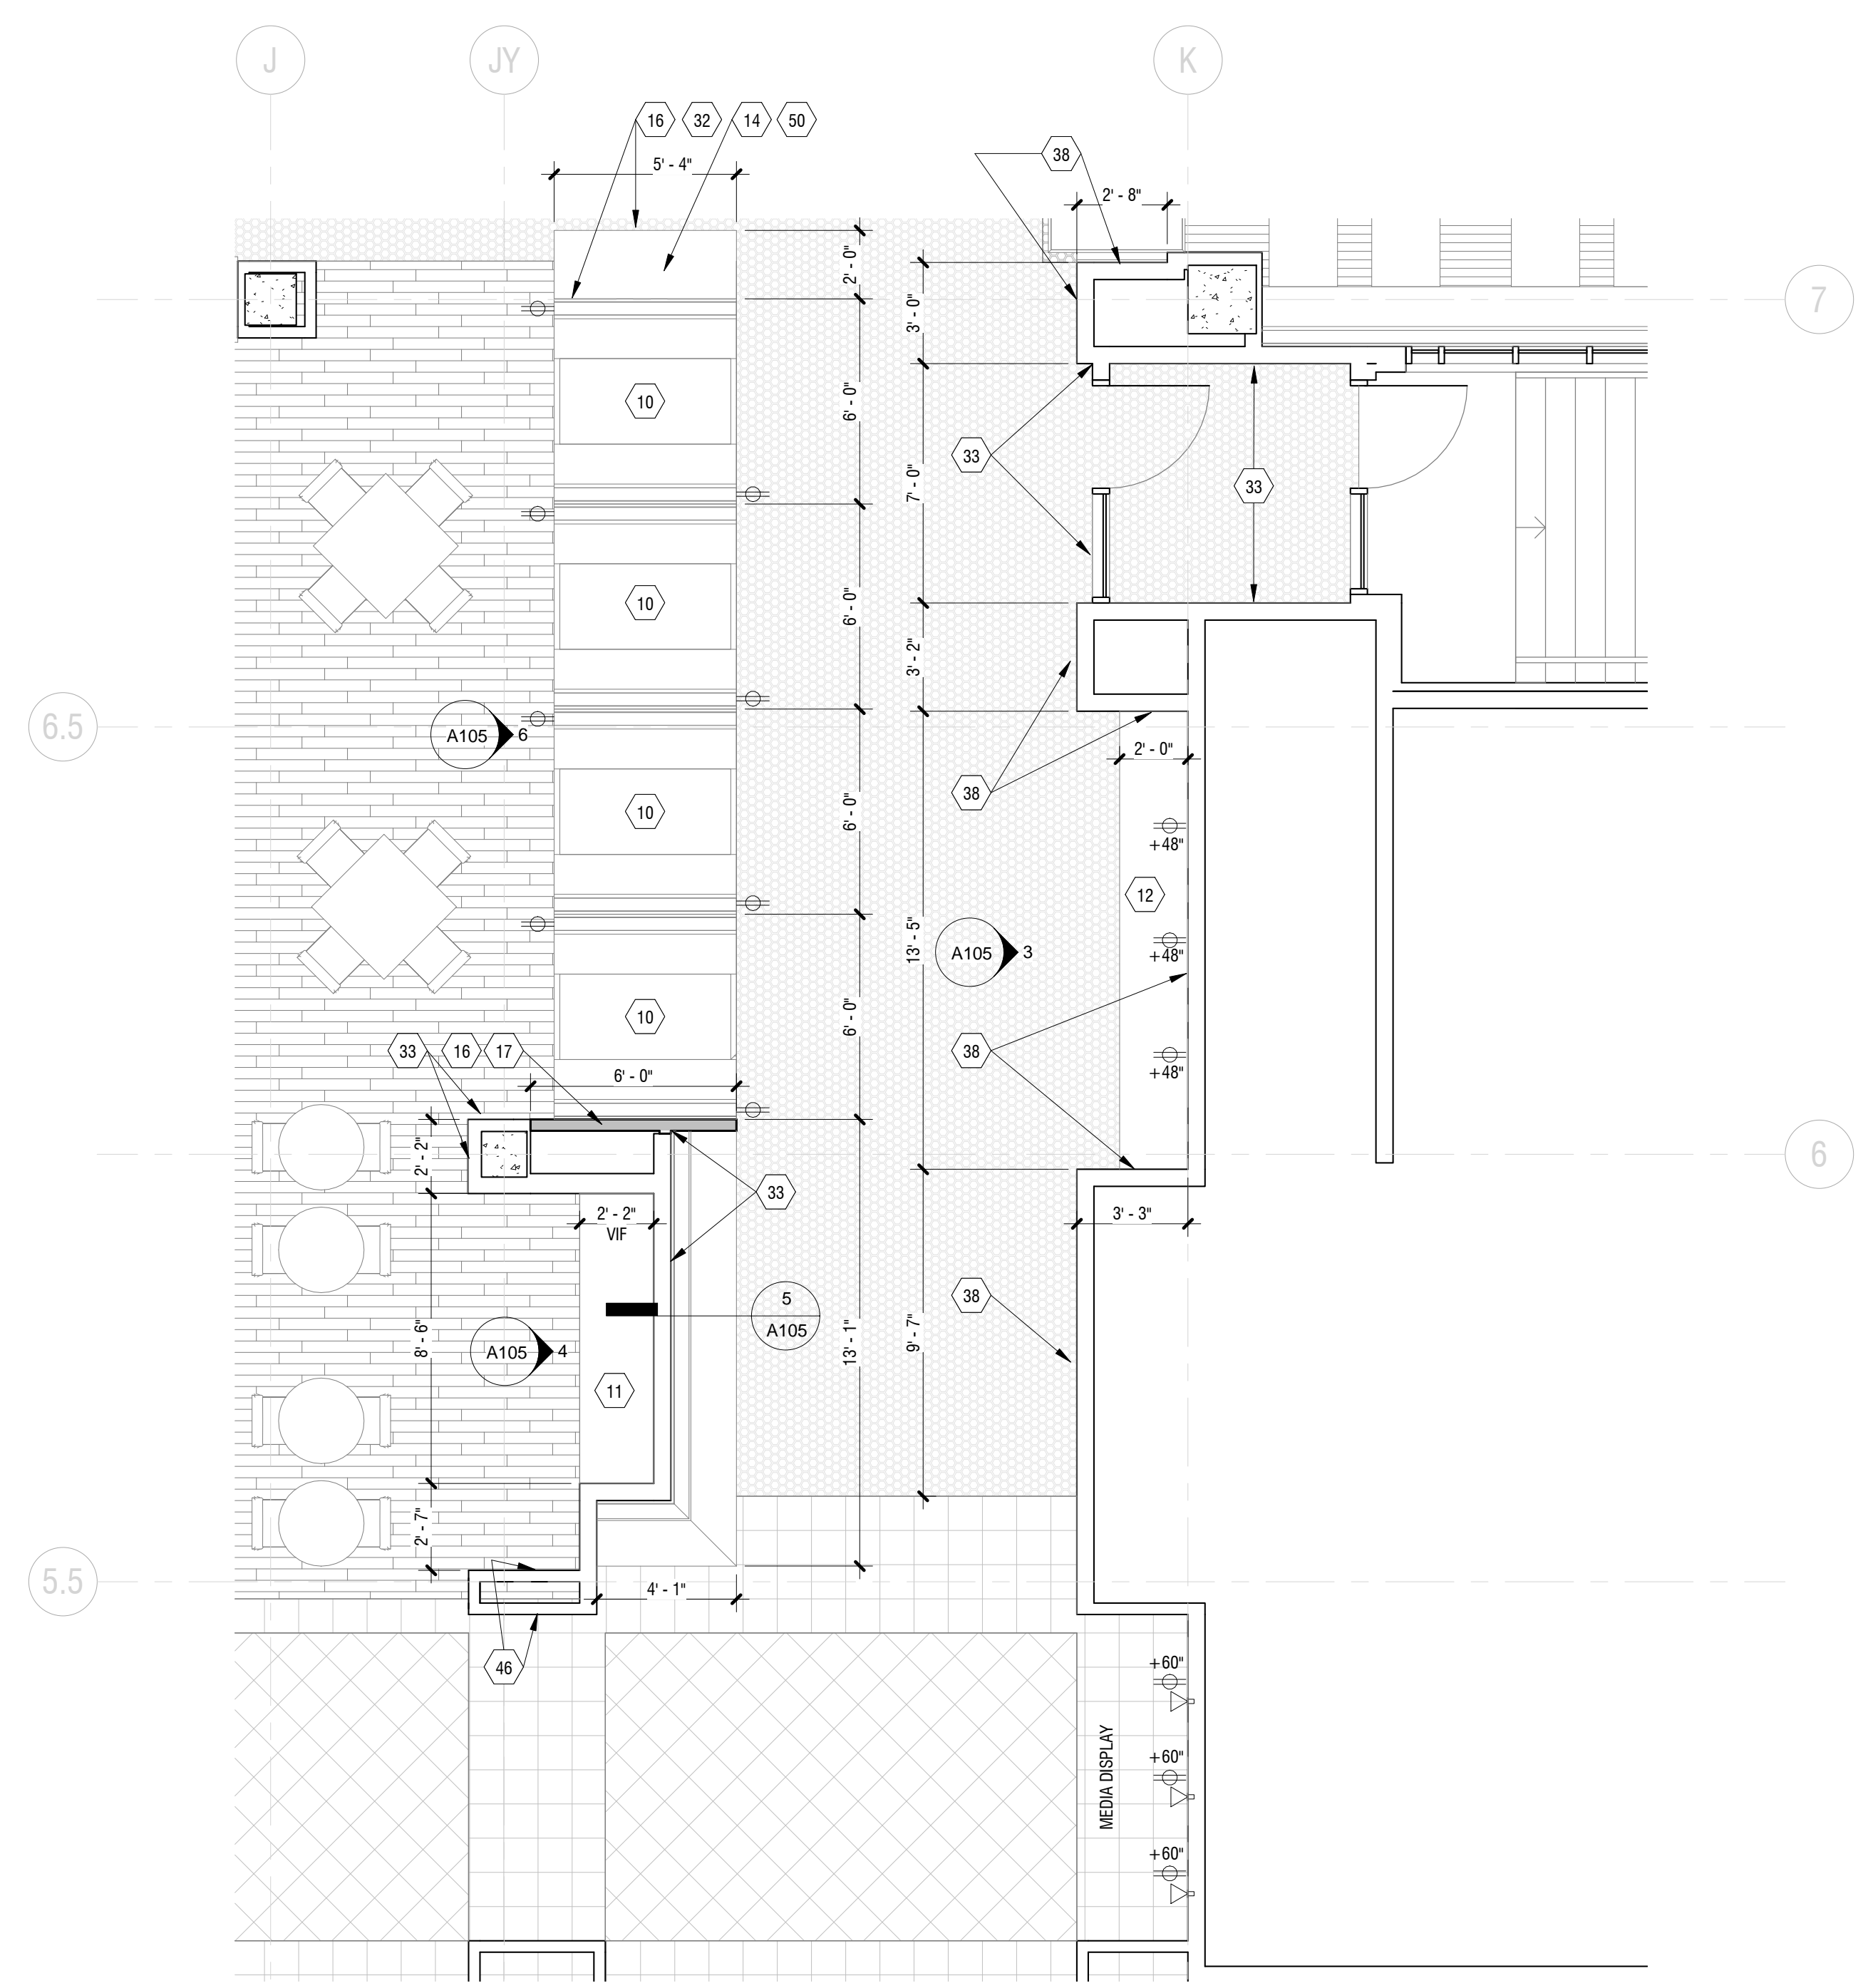 J
JY
K
16
32
14
50
38
5' - 4"
2' - 8"
2' - 0"
3' - 0"
7
10
6' - 0"
33
7' - 0"
33
10
6' - 0"
3' - 2"
6.5
A105
6
2' - 0"
38
10
6' - 0"
+48"
12
13' - 5"
A105
3
+48"
10
6' - 0"
33
16
17
38
+48"
6' - 0"
2' - 2"
6
33
2' - 2"
VIF
3' - 3"
5
A105
38
8' - 6"
A105
4
13' - 1"
9' - 7"
11
2' - 7"
5.5
4' - 1"
46
+60"
MEDIA DISPLAY
+60"
+60"